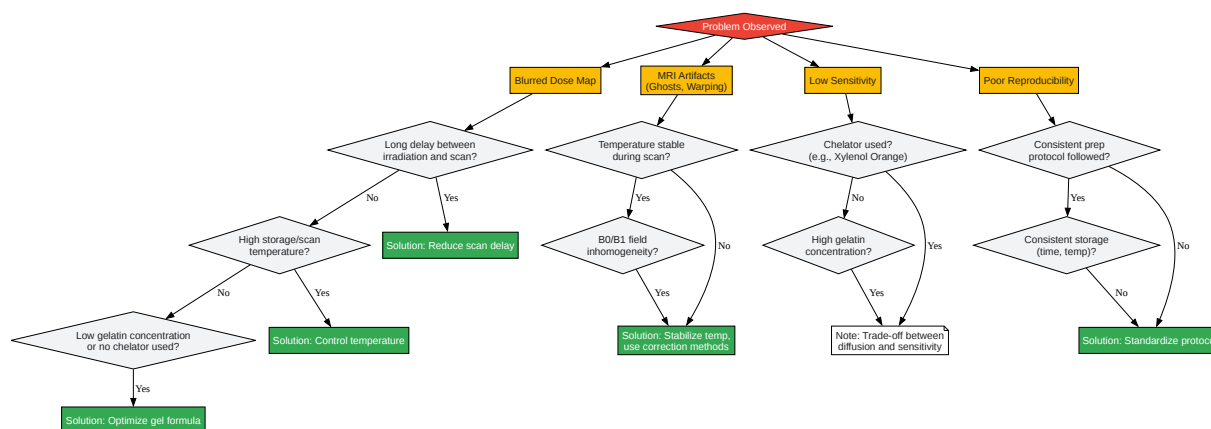 Problem Observed
Blurred Dose Map
MRI Artifacts
(Ghosts, Warping)
Low Sensitivity
Poor Reproducibility
Long delay between
irradiation and scan?
Temperature stable
during scan?
Chelator used?
(e.g., Xylenol Orange)
Consistent prep
protocol followed?
No
Yes
Yes
No
Yes
High storage/scan
temperature?
Solution: Reduce scan delay
B0/B1 field
inhomogeneity?
No
High gelatin
concentration?
Yes
Consistent storage
(time, temp)?
No
No
Yes
Yes
Yes
No
Low gelatin concentration
or no chelator used?
Solution: Control temperature
Solution: Stabilize temp,
use correction methods
Note: Trade-off between
diffusion and sensitivity
Solution: Standardize protoc
Yes
Solution: Optimize gel formula